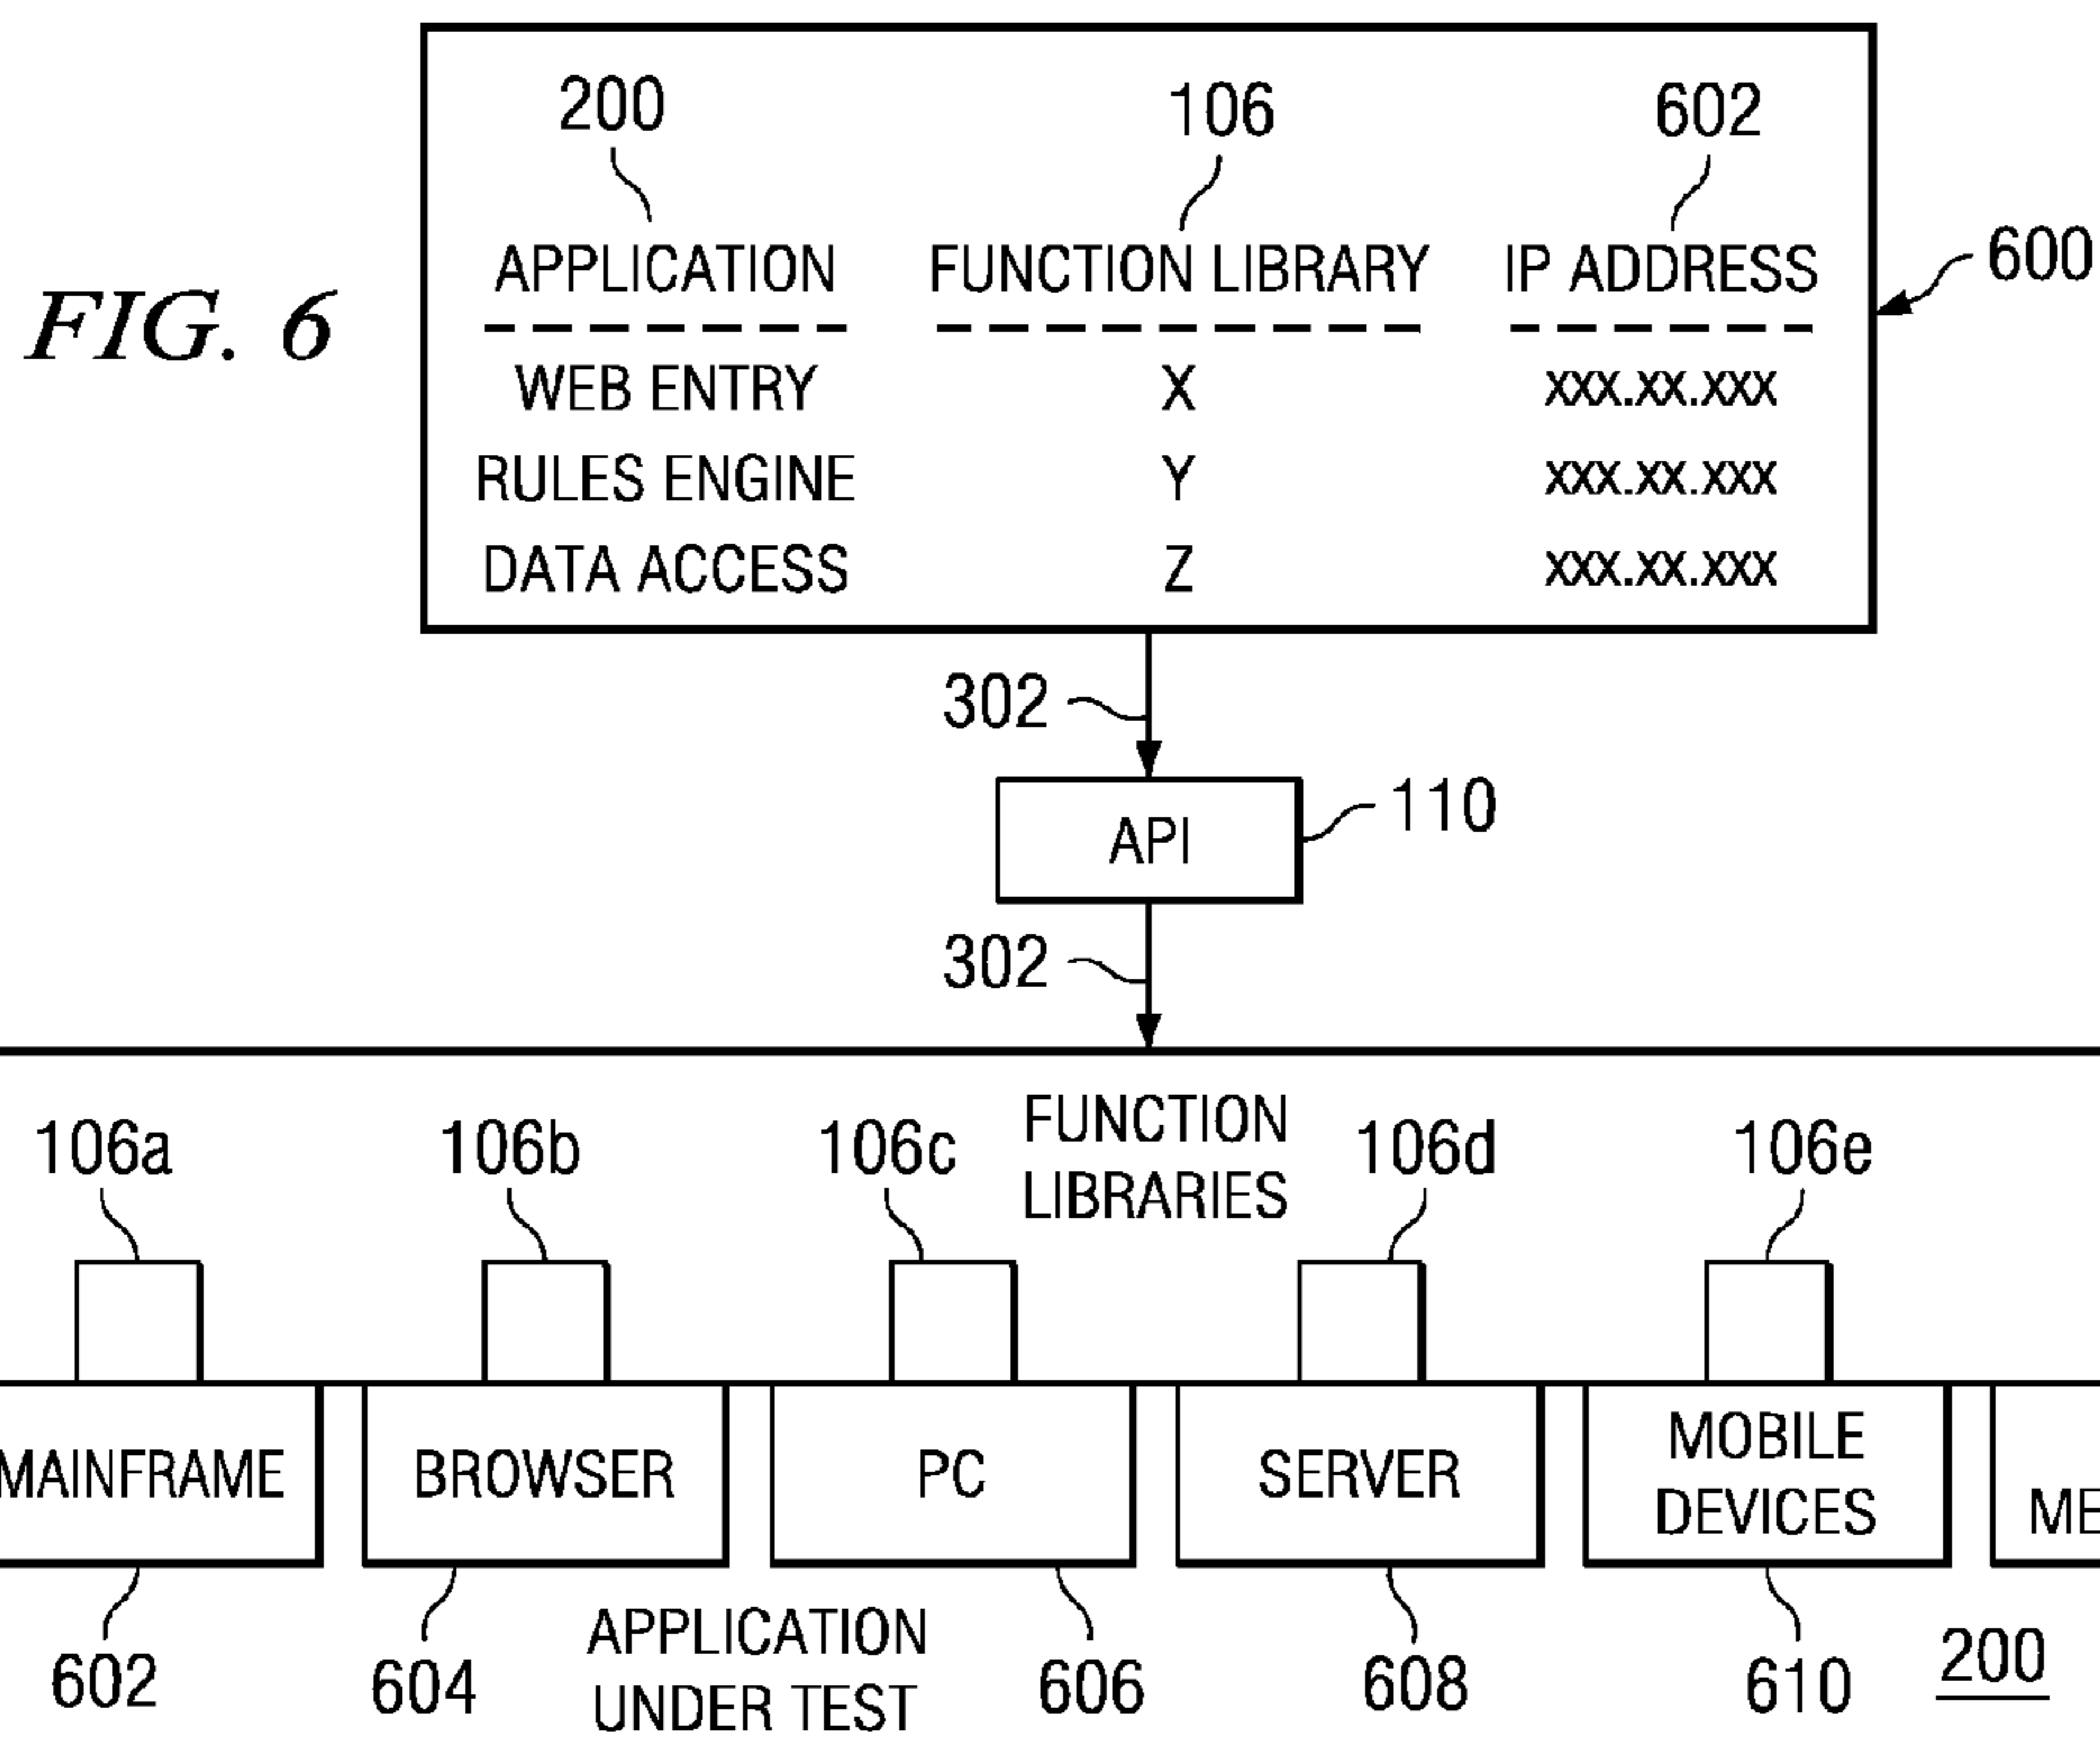 200 106 602
APPLICATION FUNCTION LIBRARY IP ADDRESS
600
FIG. 6
WEB ENTRY X xxx.xx.xxx
RULES ENGINE Y xxx.xx.xxx
DATA ACCESS Z xxx.xx.xxx
302
API
110
302
FUNCTION
LIBRARIES
106a 106b 106c 106d 106e
MAINFRAME
BROWSER
PC
SERVER
MOBILE
DEVICES
602 604 606 608 610
APPLICATION
UNDER TEST
200